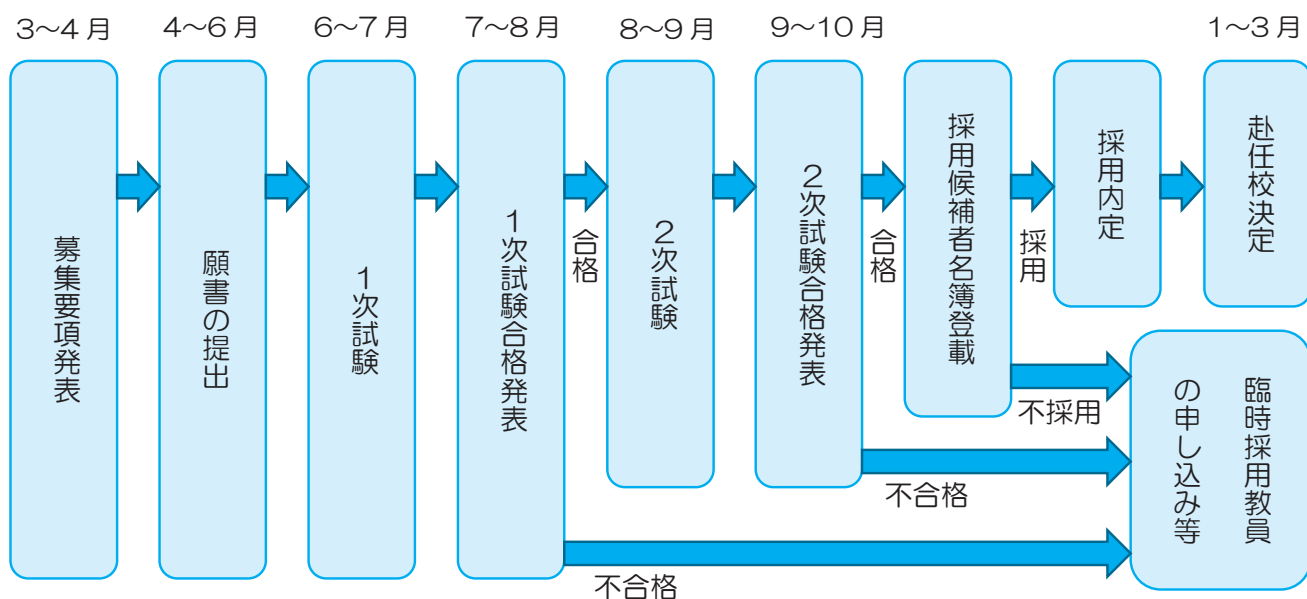 3～4月
4～6月
6～7月
7～8月
8～9月
9～10月
1～3月
募集要項発表
願書の提出
1次試験
1次試験合格発表
合格
2次試験
2次試験合格発表
合格
採用候補者名簿登載
採用
採用内定
赴任校決定
不採用
不合格
不合格
臨時採用教員
の申し込み等